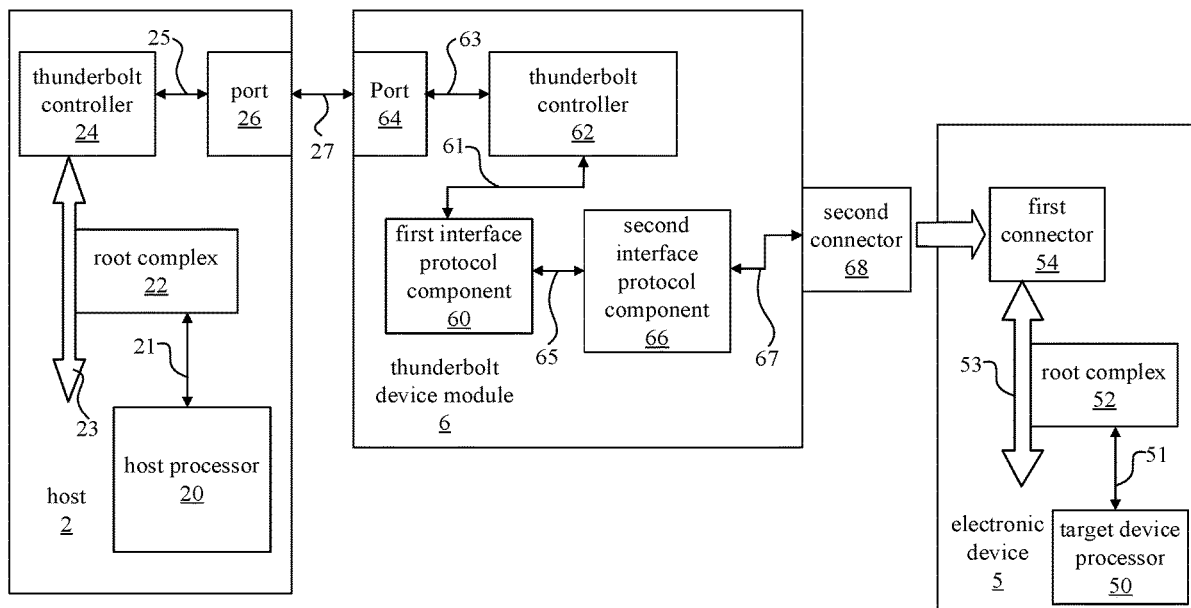 25
thunderbolt
controller
24
port
26
27
root complex
22
21
23
host processor
20
host
2
Port
64
63
thunderbolt
controller
62
61
first interface
protocol
component
60
65
second
interface
protocol
component
66
67
thunderbolt
device module
6
second
connector
68
first
connector
54
53
root complex
52
51
electronic
device
5
target device
processor
50